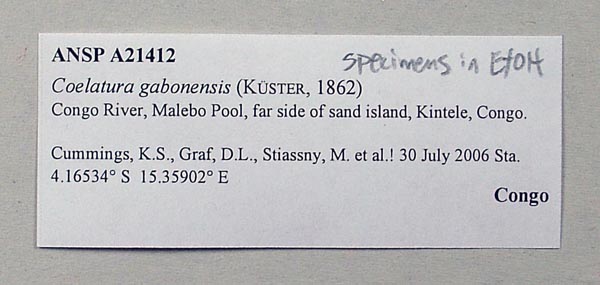 ANSP A21412
specimens in EtOH
Coelatura gabonensis (KÜSTER, 1862)
Congo River, Malebo Pool, far side of sand island, Kintele, Congo.
Cummings, K.S., Graf, D.L., Stiassny, M. et al.! 30 July 2006 Sta.
4.16534° S 15.35902° E
Congo